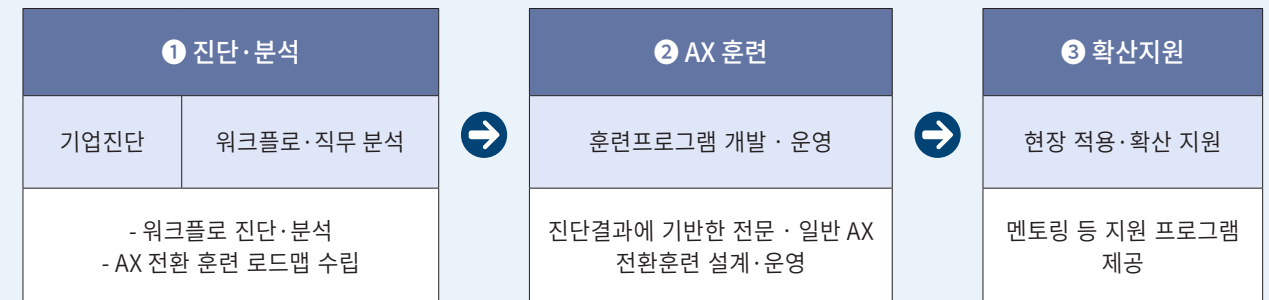 ❶ 진단·분석
❷ AX 훈련
❸ 확산지원
기업진단
워크플로·직무 분석
훈련프로그램 개발 · 운영
현장 적용·확산 지원
- 워크플로 진단·분석
- AX 전환 훈련 로드맵 수립
진단결과에 기반한 전문 · 일반 AX
전환훈련 설계·운영
멘토링 등 지원 프로그램
제공